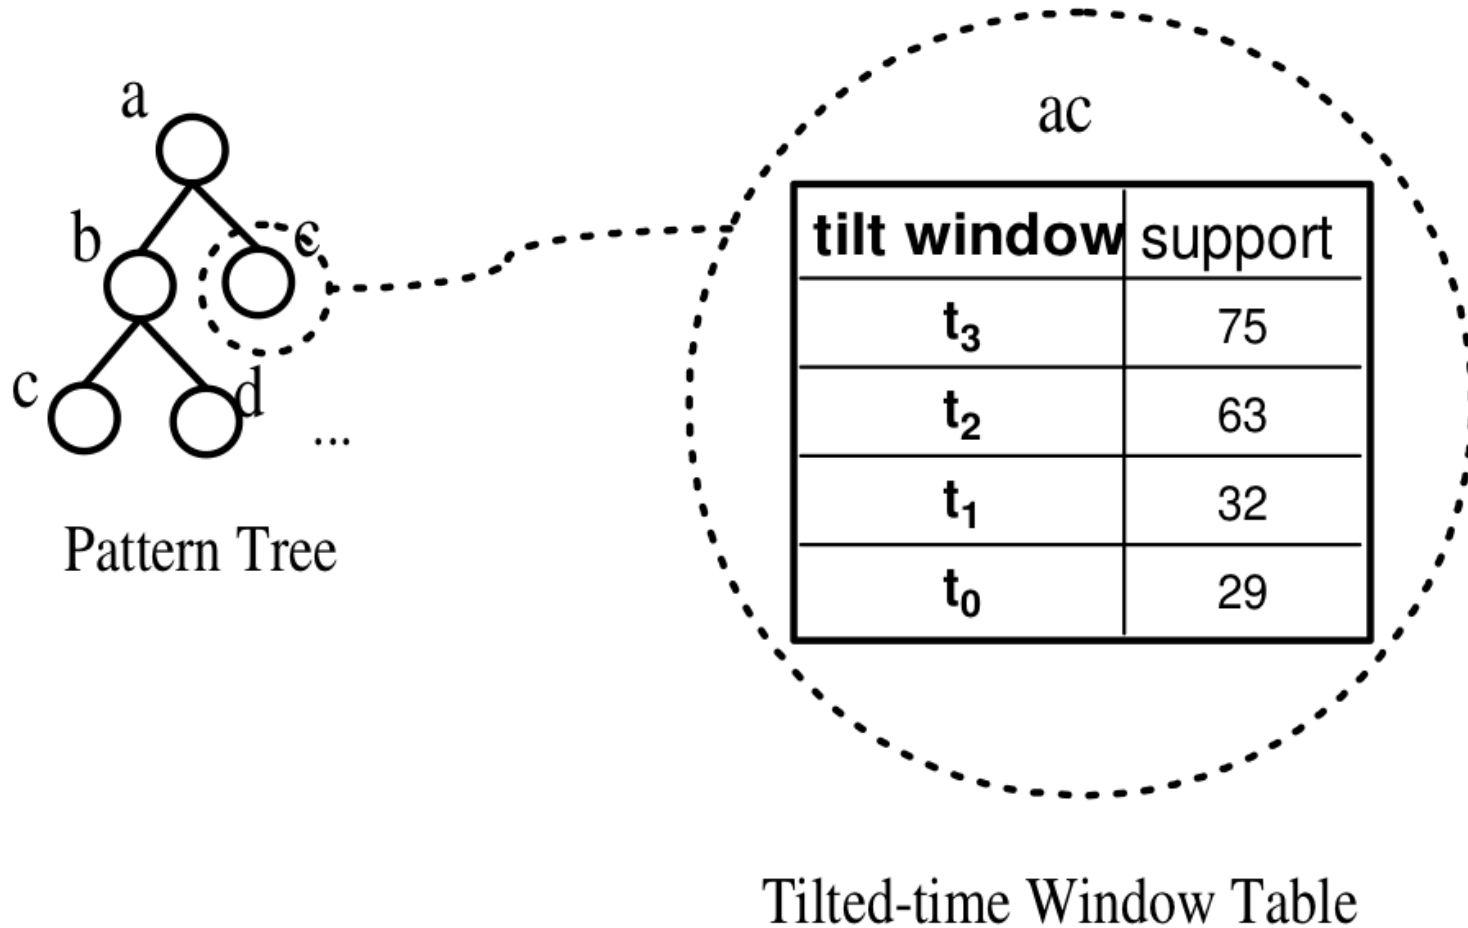 a
b
c
c
d
...
Pattern Tree
ac
tilt window support
t₃ 75
t₂ 63
t₁ 32
t₀ 29
Tilted-time Window Table